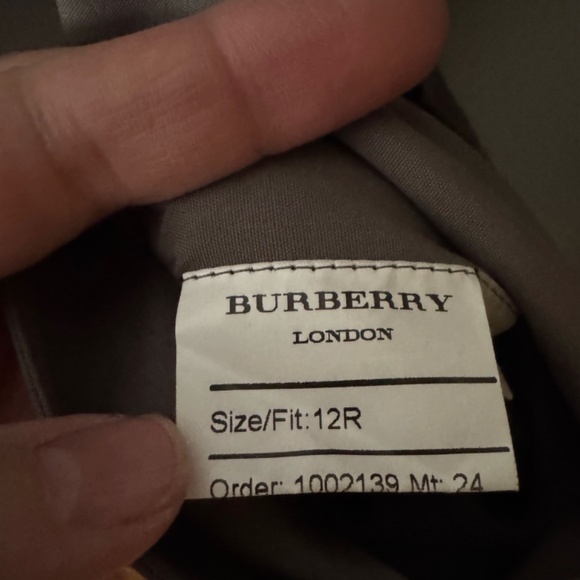 BURBERRY
LONDON
Size/Fit:12R
Order: 1002139 Mt: 24